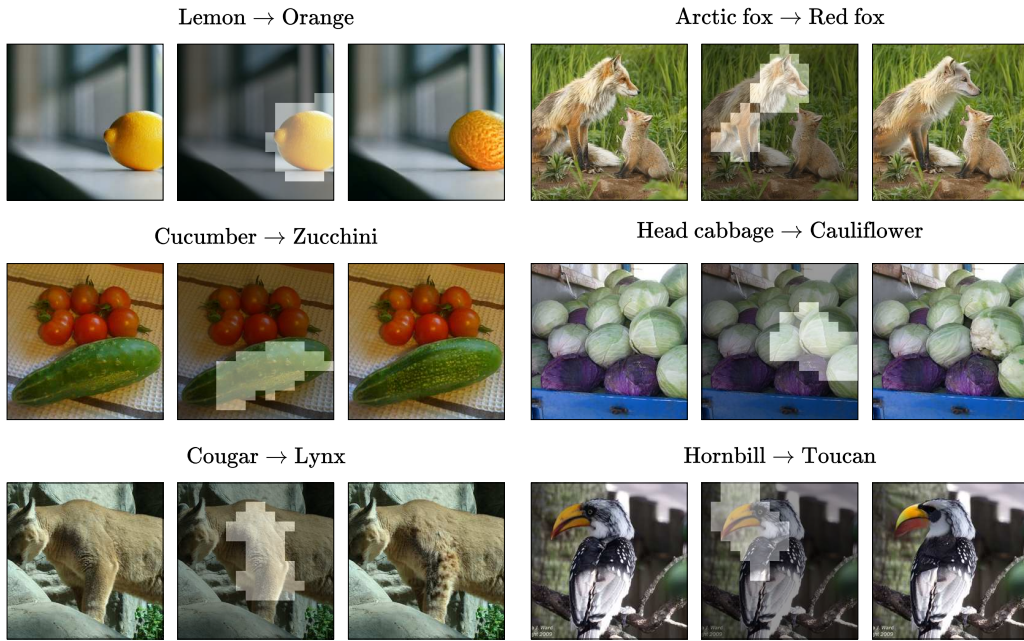 Lemon → Orange
Arctic fox → Red fox
Cucumber → Zucchini
Head cabbage → Cauliflower
Cougar → Lynx
Hornbill → Toucan